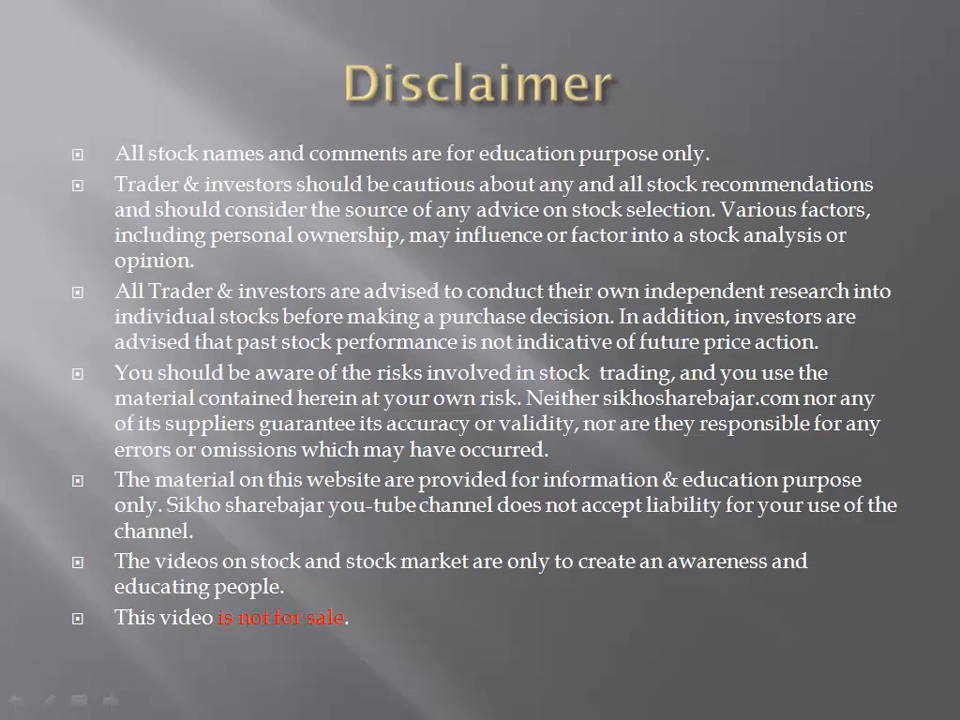 Disclaimer
All stock names and comments are for education purpose only.
Trader & investors should be cautious about any and all stock recommendations
and should consider the source of any advice on stock selection. Various factors,
including personal ownership, may influence or factor into a stock analysis or
opinion.
All Trader & investors are advised to conduct their own independent research into
individual stocks before making a purchase decision. In addition, investors are
advised that past stock performance is not indicative of future price action.
You should be aware of the risks involved in stock  trading, and you use the
material contained herein at your own risk. Neither sikhosharebajar.com nor any
of its suppliers guarantee its accuracy or validity, nor are they responsible for any
errors or omissions which may have occurred.
The material on this website are provided for information & education purpose
only. Sikho sharebajar you-tube channel does not accept liability for your use of the
channel.
The videos on stock and stock market are only to create an awareness and
educating people.
This video is not for sale.